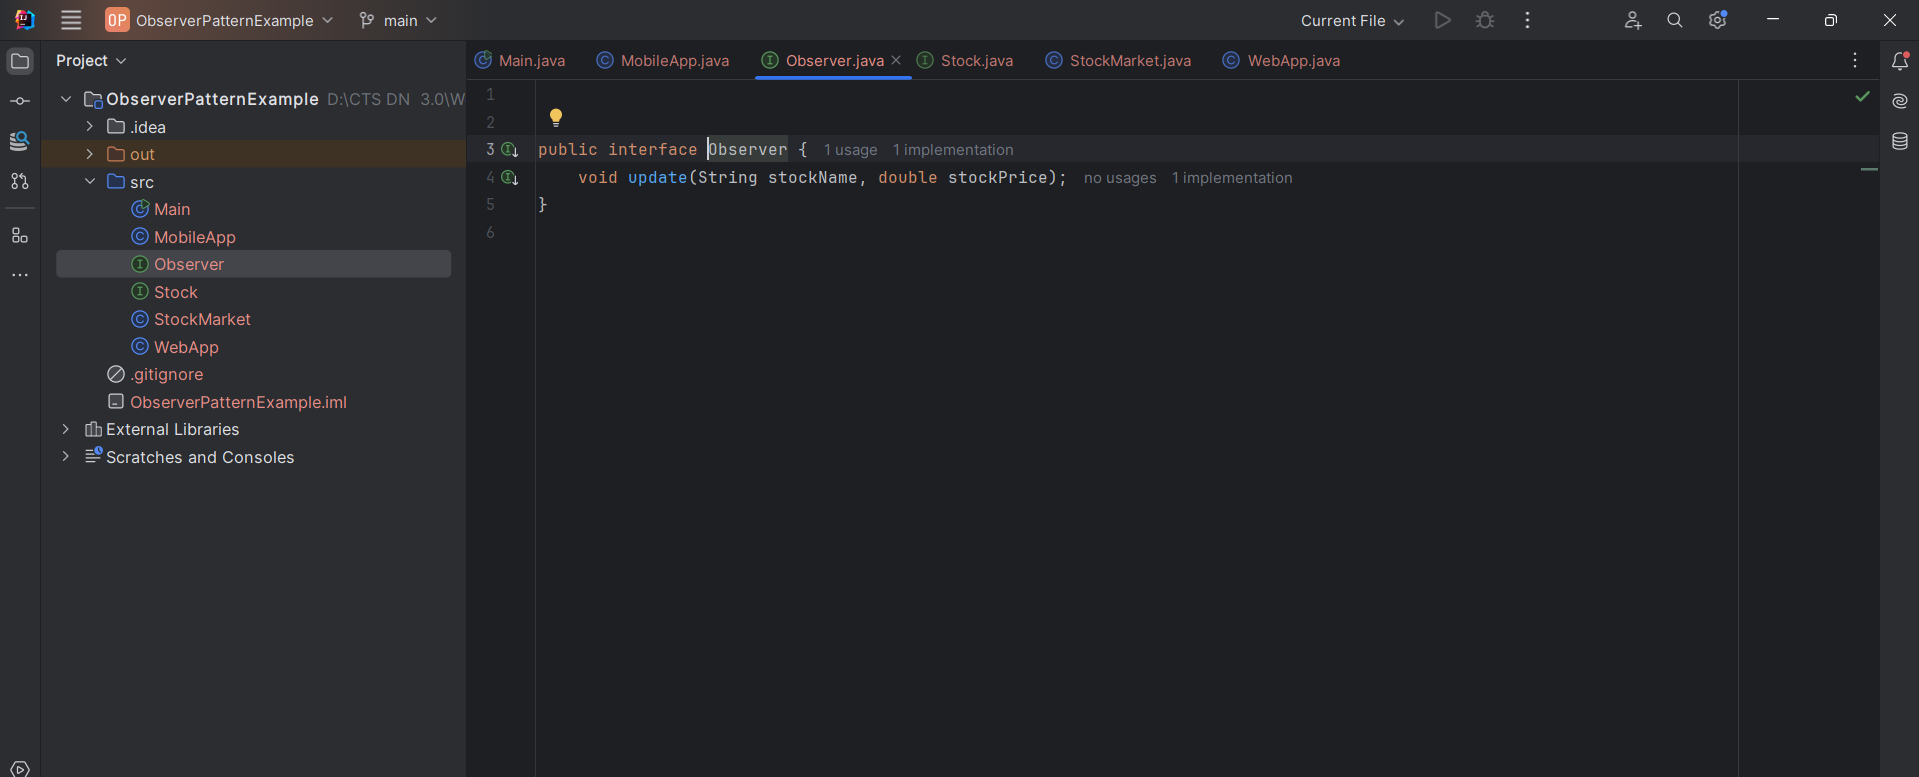 OP ObserverPatternExample main Current File
Project
Main.java MobileApp.java Observer.java Stock.java StockMarket.java WebApp.java
ObserverPatternExample D:\CTS DN 3.0\W
.idea
out
src
Main
MobileApp
Observer
Stock
StockMarket
WebApp
.gitignore
ObserverPatternExample.iml
External Libraries
Scratches and Consoles
1
2
3 public interface Observer { 1 usage 1 implementation
4 void update(String stockName, double stockPrice); no usages 1 implementation
5 }
6